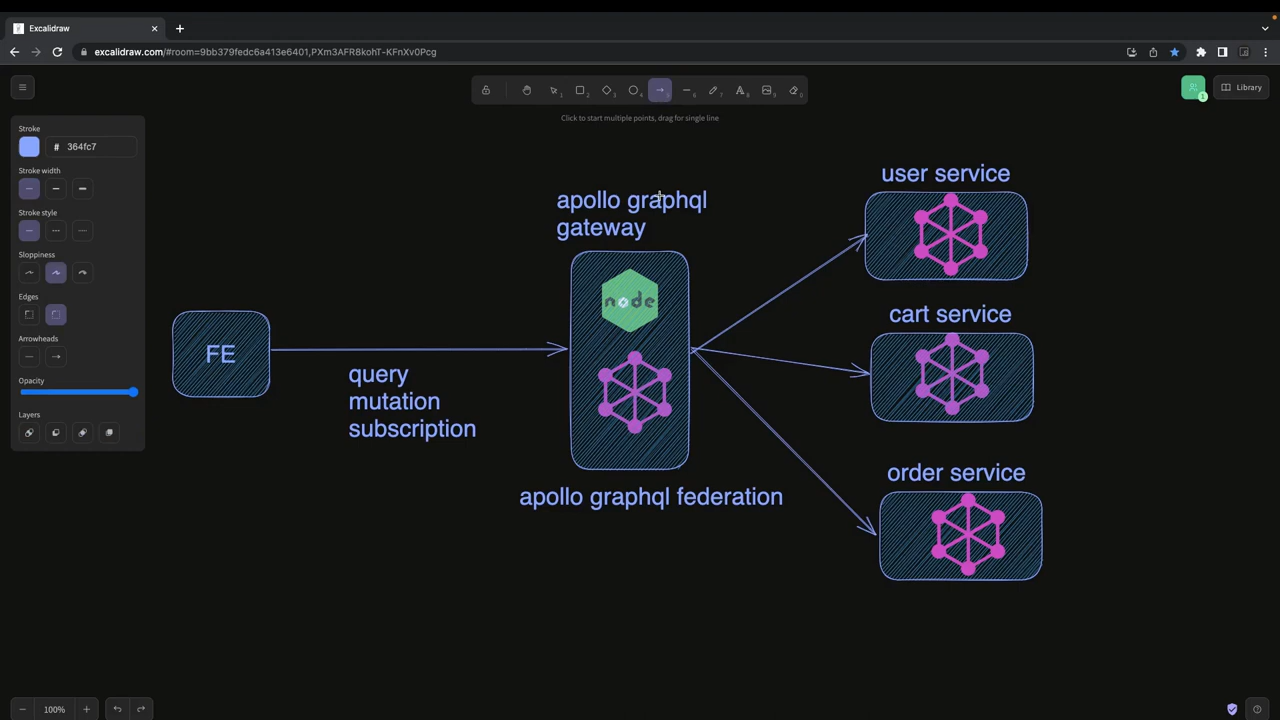 Excalidraw
excalidraw.com/#room=9bb379fedc6a413e6401,PXm3AFR8kohT-KFnXv0Pcg
Library
Click to start multiple points, drag for single line
Stroke
# 364fc7
Stroke width
Stroke style
Sloppiness
Edges
Arrowheads
Opacity
Layers
apollo graphql
gateway
node
FE
query
mutation
subscription
apollo graphql federation
user service
cart service
order service
100%